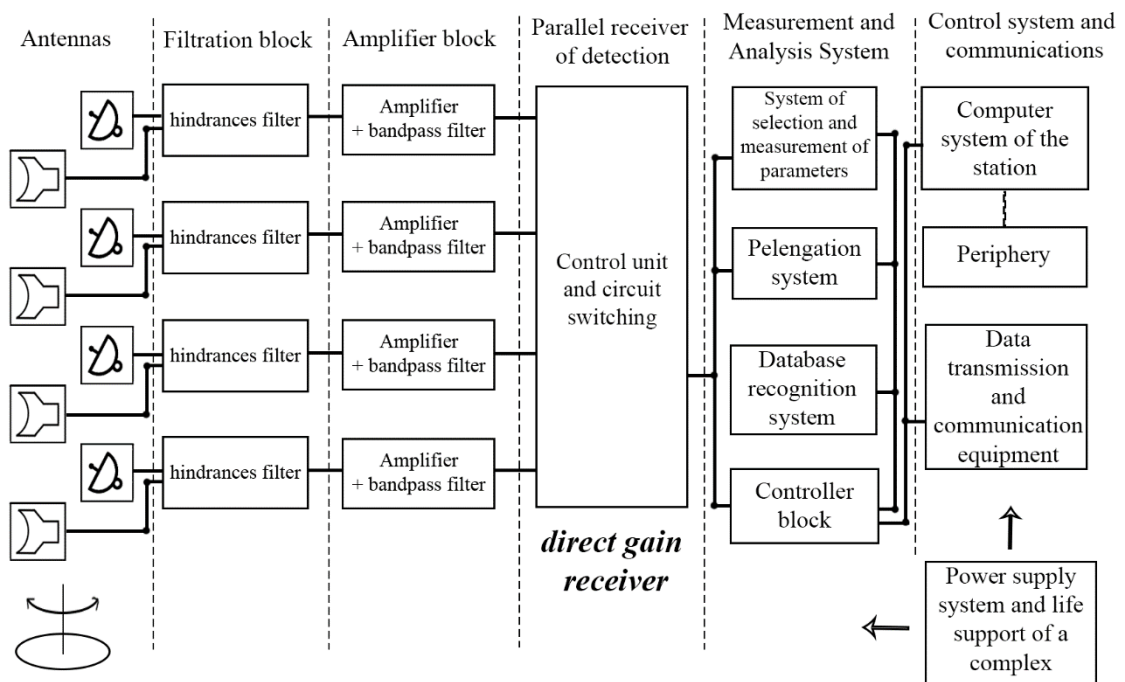 Antennas
Filtration block
Amplifier block
Parallel receiver
of detection
Measurement and
Analysis System
Control system and
communications
hindrances filter
Amplifier
+ bandpass filter
hindrances filter
Amplifier
+ bandpass filter
hindrances filter
Amplifier
+ bandpass filter
hindrances filter
Amplifier
+ bandpass filter
Control unit
and circuit
switching
direct gain
receiver
System of
selection and
measurement of
parameters
Pelengation
system
Database
recognition
system
Controller
block
Computer
system of the
station
Periphery
Data
transmission
and
communication
equipment
Power supply
system and life
support of a
complex